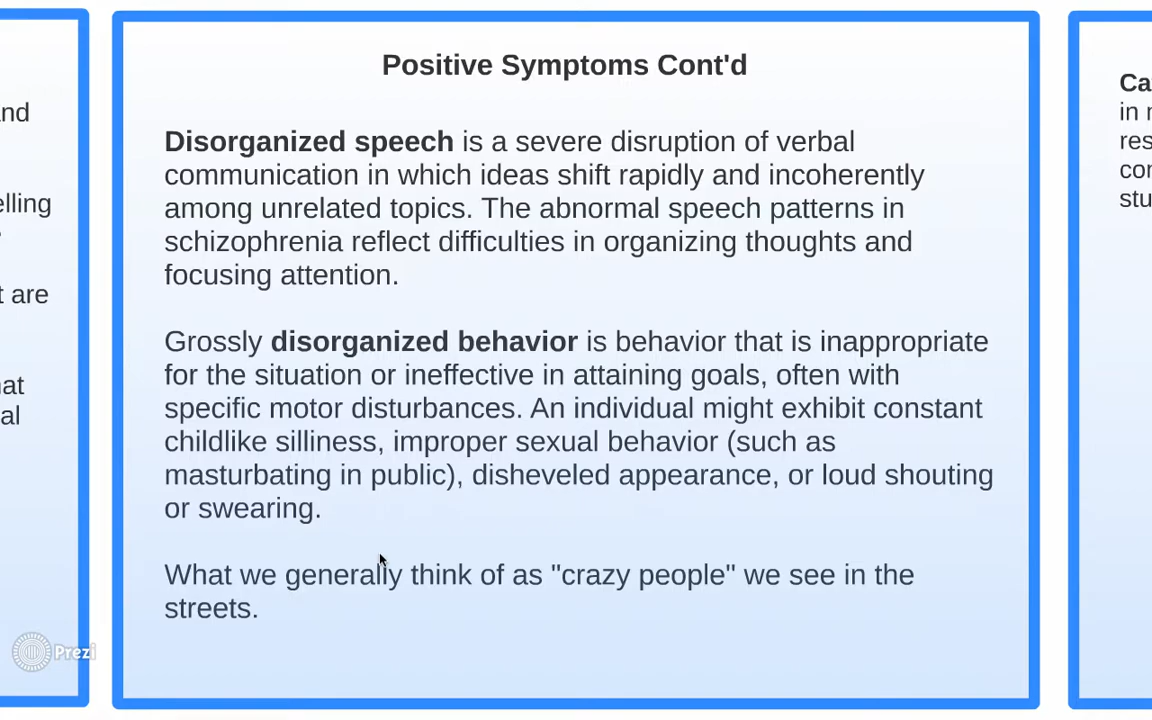 Positive Symptoms Cont'd
Disorganized speech is a severe disruption of verbal
communication in which ideas shift rapidly and incoherently
among unrelated topics. The abnormal speech patterns in
schizophrenia reflect difficulties in organizing thoughts and
focusing attention.
Grossly disorganized behavior is behavior that is inappropriate
for the situation or ineffective in attaining goals, often with
specific motor disturbances. An individual might exhibit constant
childlike silliness, improper sexual behavior (such as
masturbating in public), disheveled appearance, or loud shouting
or swearing.
What we generally think of as "crazy people" we see in the
streets.
t are
in
Prezi